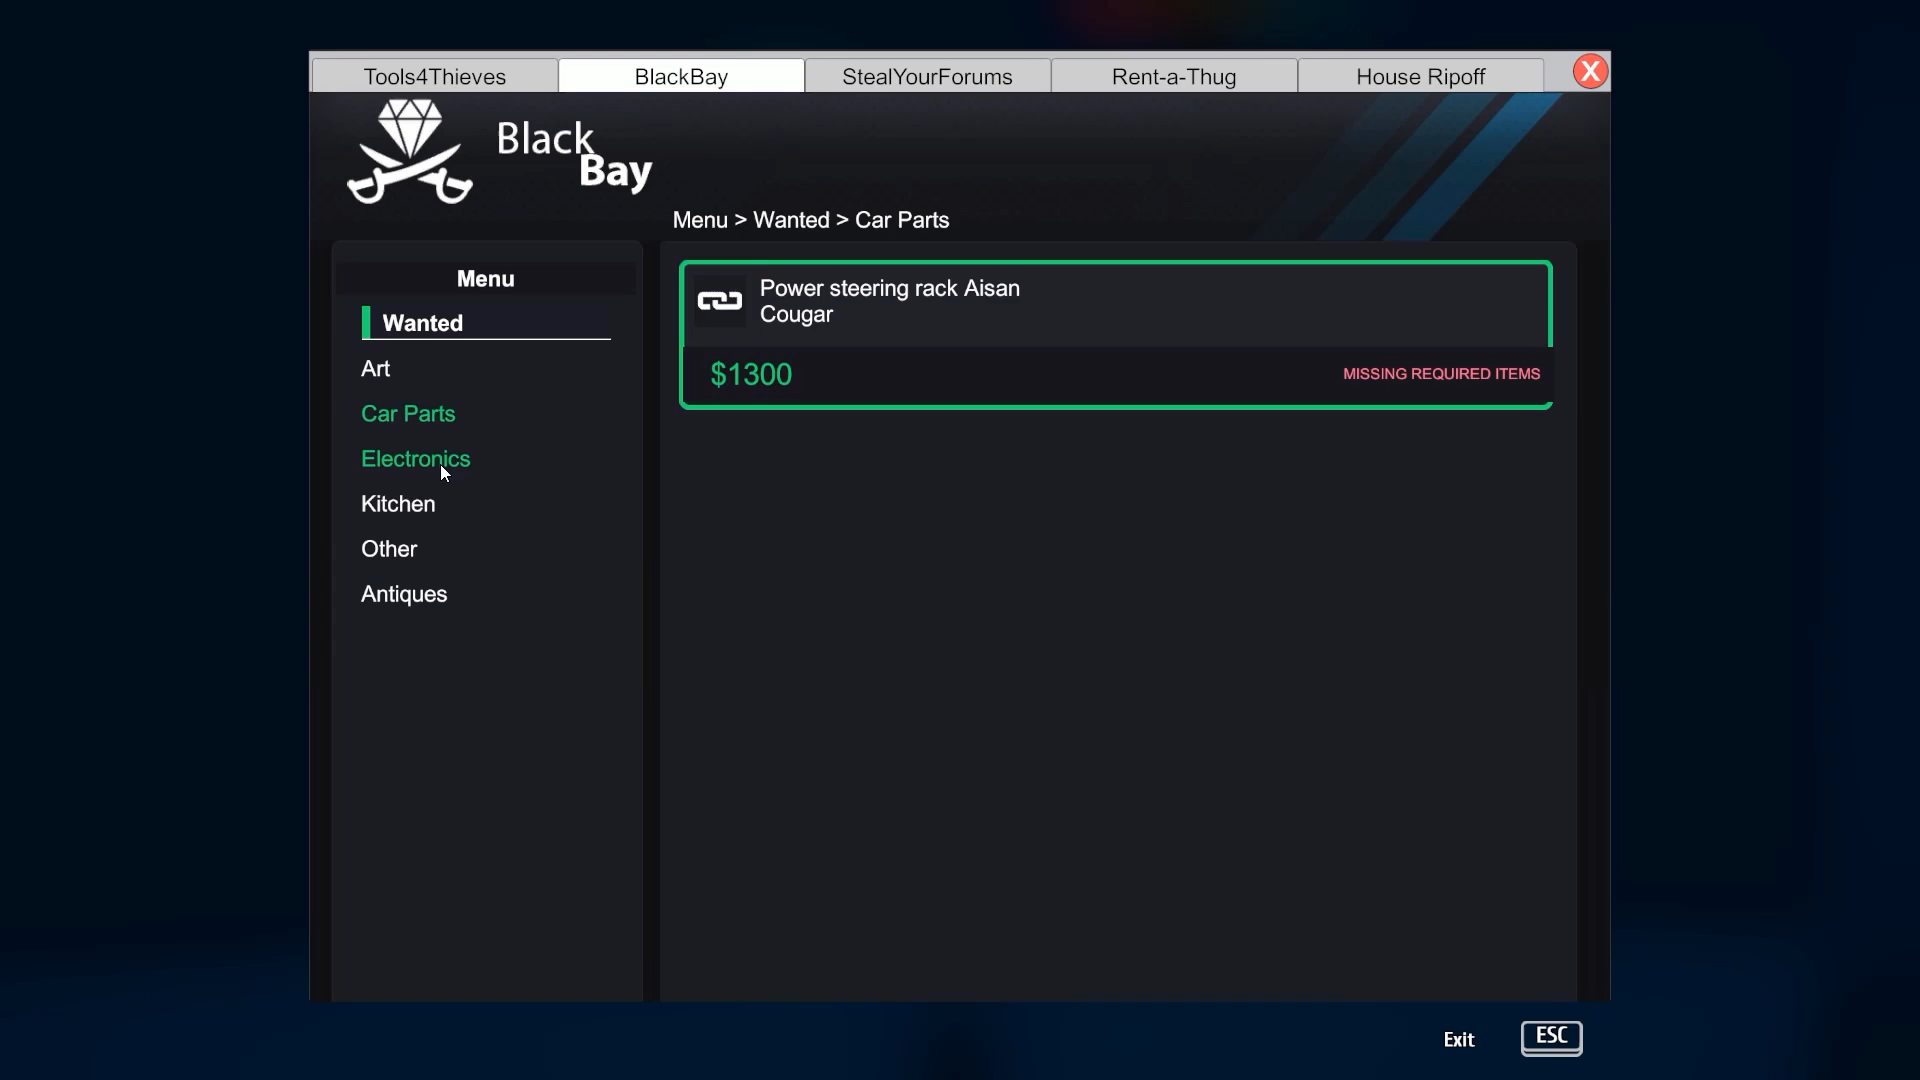 Tools4Thieves
BlackBay
StealYourForums
Rent-a-Thug
House Ripoff
X
Black
Bay
Menu > Wanted > Car Parts
Menu
Wanted
Art
Car Parts
Electronics
Kitchen
Other
Antiques
Power steering rack Aisan
Cougar
$1300
MISSING REQUIRED ITEMS
Exit
ESC